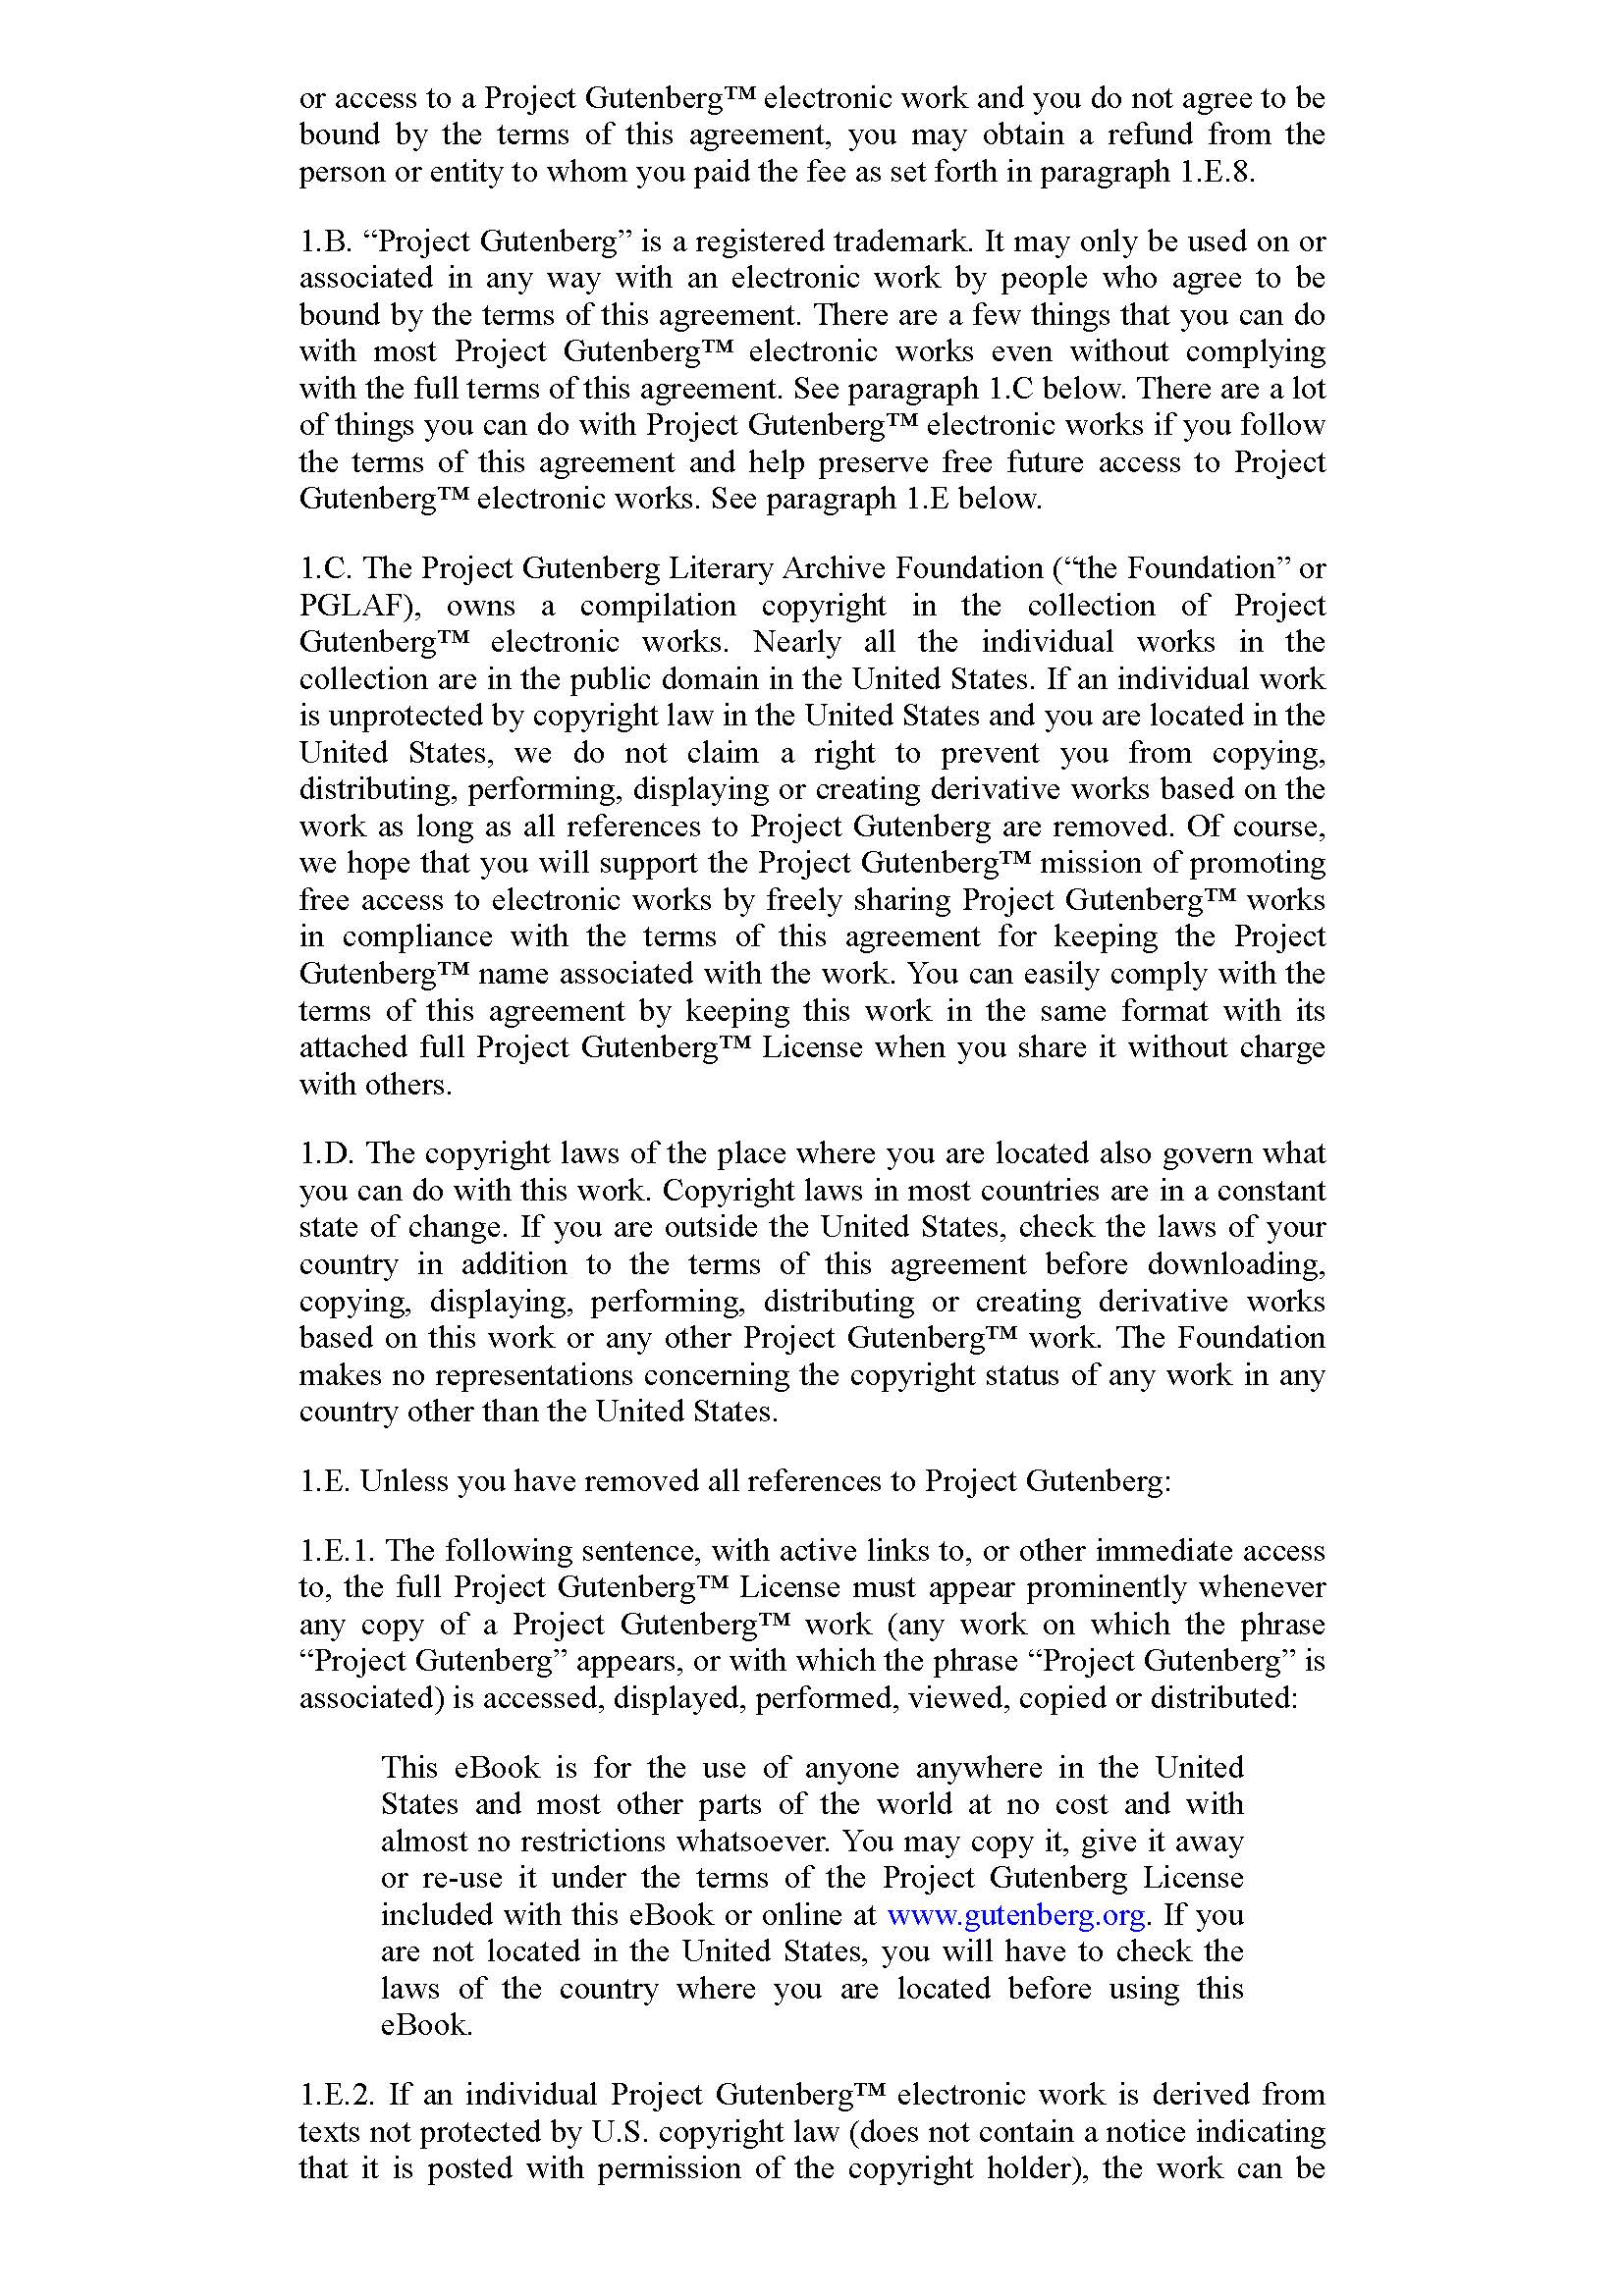 or access to a Project Gutenberg™ electronic work and you do not agree to be
bound by the terms of this agreement, you may obtain a refund from the
person or entity to whom you paid the fee as set forth in paragraph 1.E.8.
1.B. “Project Gutenberg” is a registered trademark. It may only be used on or
associated in any way with an electronic work by people who agree to be
bound by the terms of this agreement. There are a few things that you can do
with most Project Gutenberg™ electronic works even without complying
with the full terms of this agreement. See paragraph 1.C below. There are a lot
of things you can do with Project Gutenberg™ electronic works if you follow
the terms of this agreement and help preserve free future access to Project
Gutenberg™ electronic works. See paragraph 1.E below.
1.C. The Project Gutenberg Literary Archive Foundation (“the Foundation” or
PGLAF), owns a compilation copyright in the collection of Project
Gutenberg™ electronic works. Nearly all the individual works in the
collection are in the public domain in the United States. If an individual work
is unprotected by copyright law in the United States and you are located in the
United States, we do not claim a right to prevent you from copying,
distributing, performing, displaying or creating derivative works based on the
work as long as all references to Project Gutenberg are removed. Of course,
we hope that you will support the Project Gutenberg™ mission of promoting
free access to electronic works by freely sharing Project Gutenberg™ works
in compliance with the terms of this agreement for keeping the Project
Gutenberg™ name associated with the work. You can easily comply with the
terms of this agreement by keeping this work in the same format with its
attached full Project Gutenberg™ License when you share it without charge
with others.
1.D. The copyright laws of the place where you are located also govern what
you can do with this work. Copyright laws in most countries are in a constant
state of change. If you are outside the United States, check the laws of your
country in addition to the terms of this agreement before downloading,
copying, displaying, performing, distributing or creating derivative works
based on this work or any other Project Gutenberg™ work. The Foundation
makes no representations concerning the copyright status of any work in any
country other than the United States.
1.E. Unless you have removed all references to Project Gutenberg:
1.E.1. The following sentence, with active links to, or other immediate access
to, the full Project Gutenberg™ License must appear prominently whenever
any copy of a Project Gutenberg™ work (any work on which the phrase
“Project Gutenberg” appears, or with which the phrase “Project Gutenberg” is
associated) is accessed, displayed, performed, viewed, copied or distributed:
This eBook is for the use of anyone anywhere in the United
States and most other parts of the world at no cost and with
almost no restrictions whatsoever. You may copy it, give it away
or re-use it under the terms of the Project Gutenberg License
included with this eBook or online at www.gutenberg.org. If you
are not located in the United States, you will have to check the
laws of the country where you are located before using this
eBook.
1.E.2. If an individual Project Gutenberg™ electronic work is derived from
texts not protected by U.S. copyright law (does not contain a notice indicating
that it is posted with permission of the copyright holder), the work can be